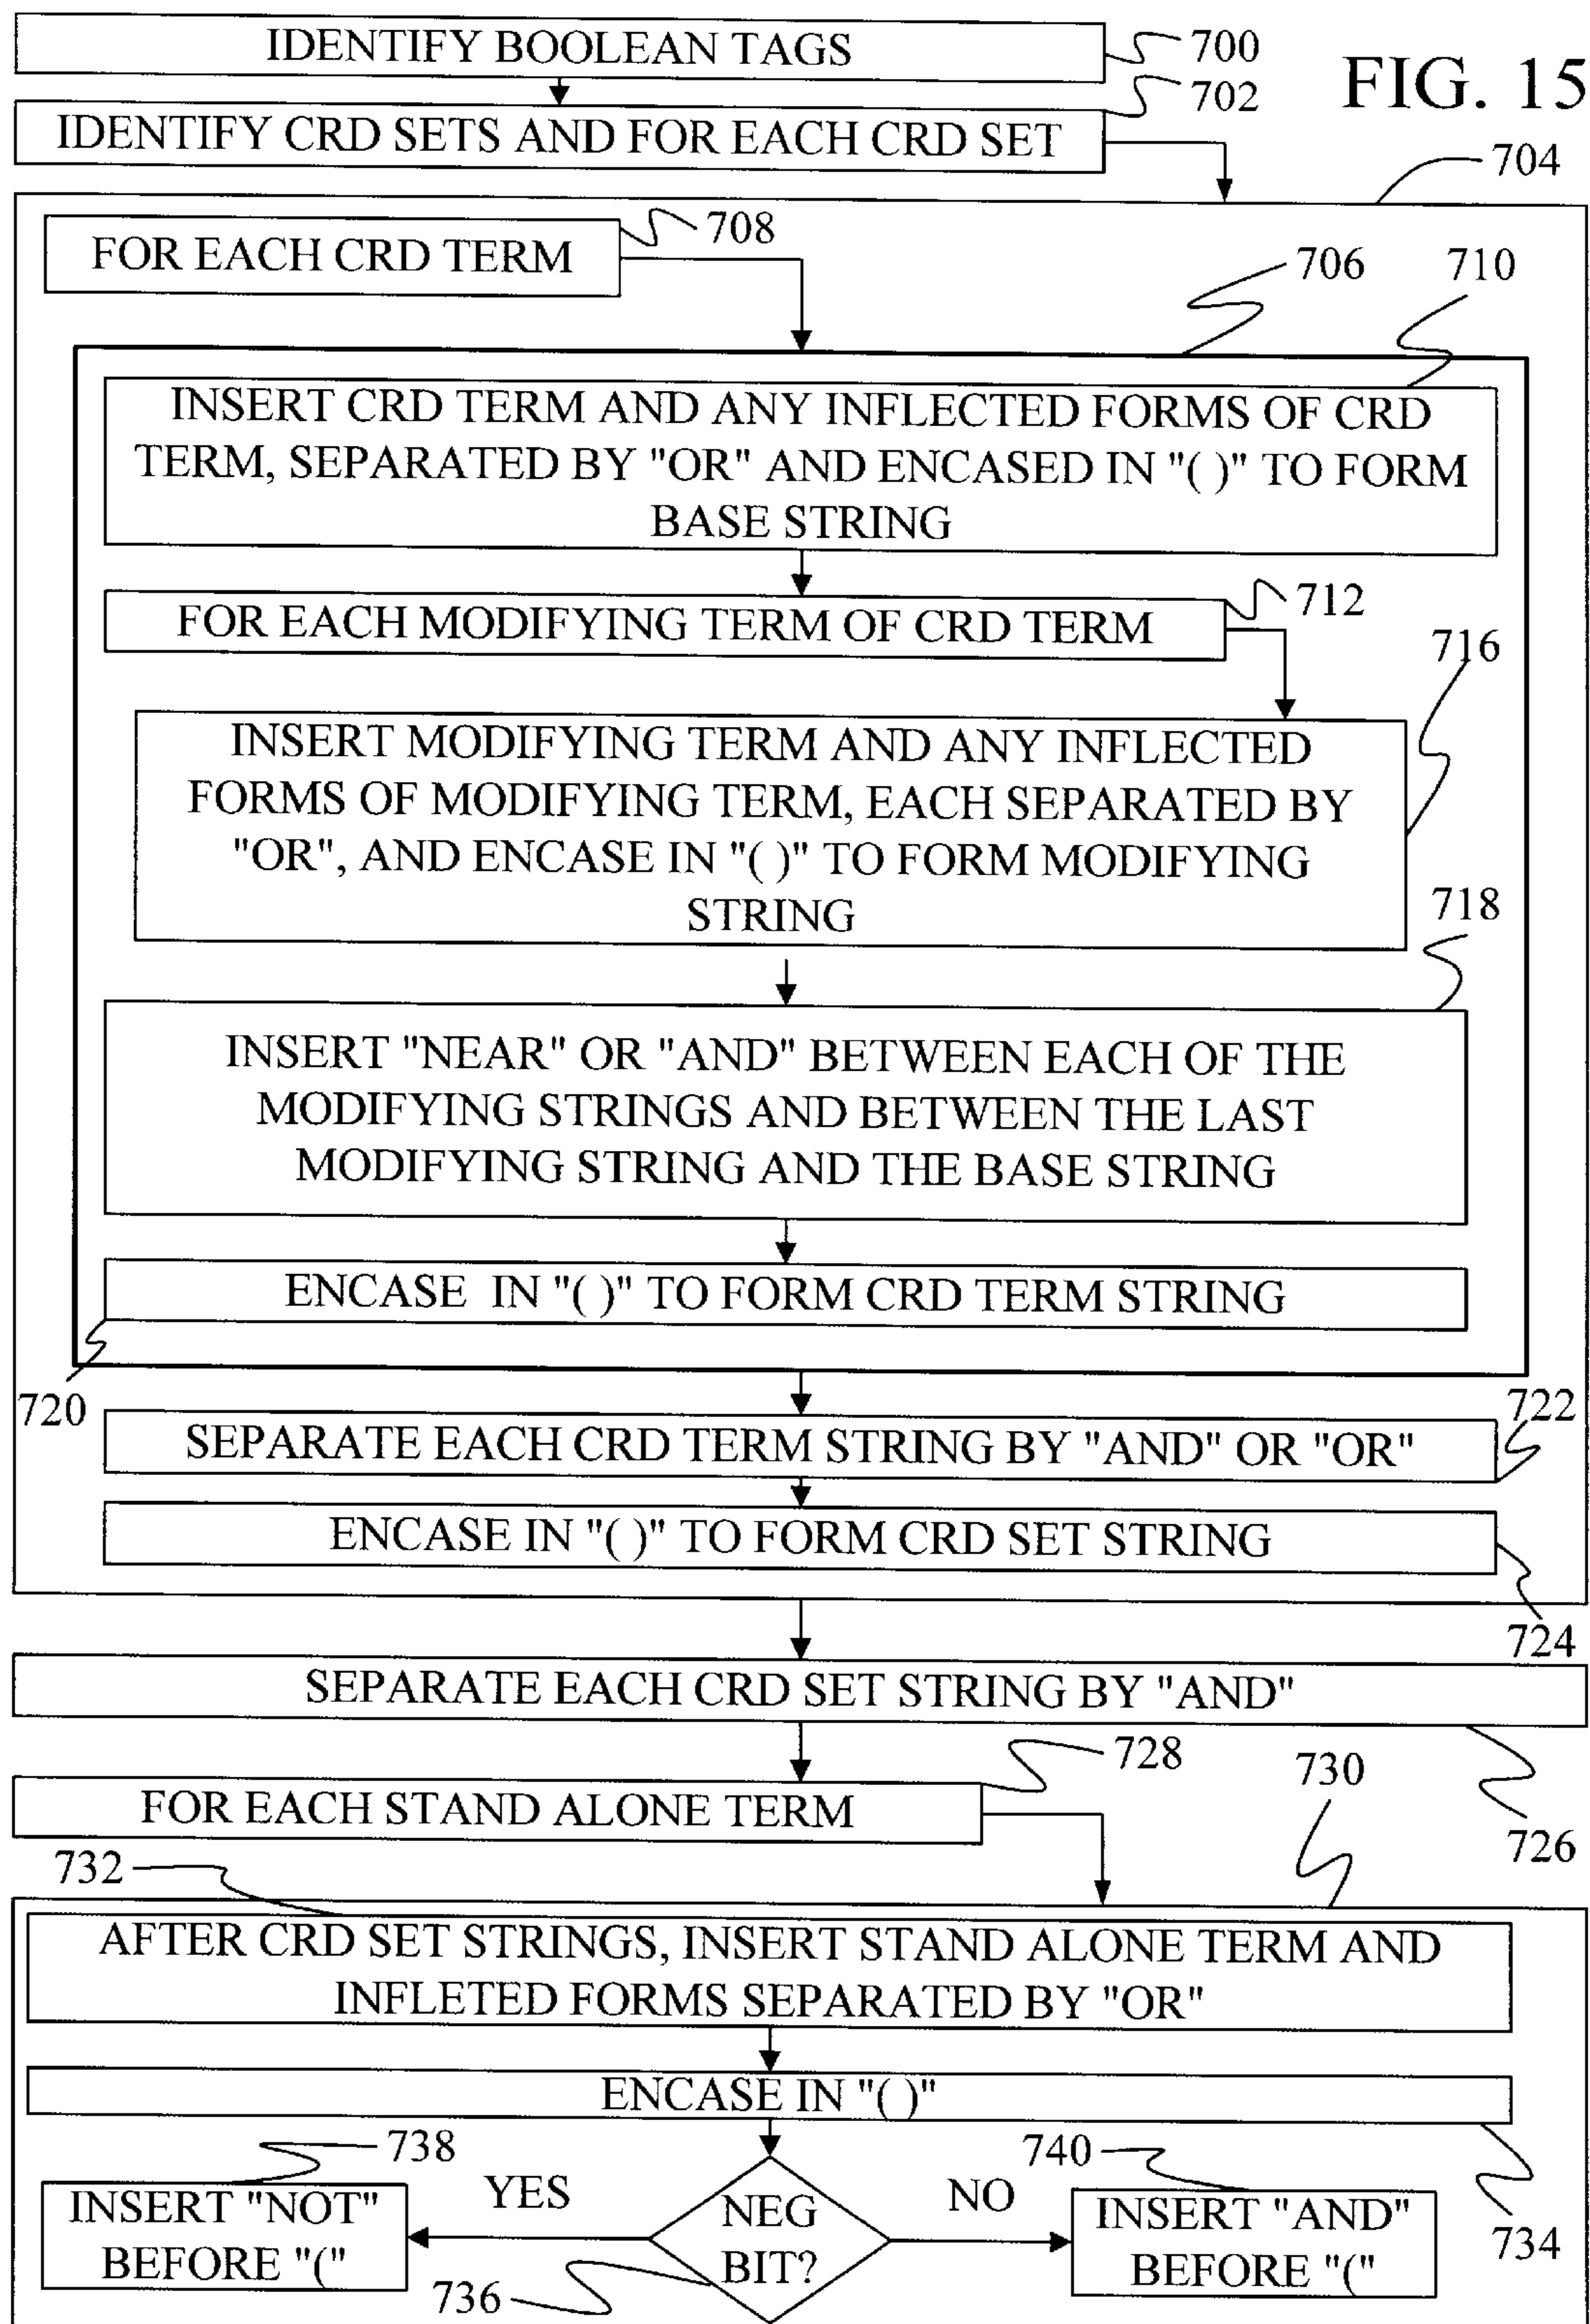 IDENTIFY BOOLEAN TAGS
700
FIG. 15
702
IDENTIFY CRD SETS AND FOR EACH CRD SET
704
FOR EACH CRD TERM
708
706
710
INSERT CRD TERM AND ANY INFLECTED FORMS OF CRD
TERM, SEPARATED BY "OR" AND ENCASED IN "( )" TO FORM
BASE STRING
FOR EACH MODIFYING TERM OF CRD TERM
712
716
INSERT MODIFYING TERM AND ANY INFLECTED
FORMS OF MODIFYING TERM, EACH SEPARATED BY
"OR", AND ENCASE IN "( )" TO FORM MODIFYING
STRING
718
INSERT "NEAR" OR "AND" BETWEEN EACH OF THE
MODIFYING STRINGS AND BETWEEN THE LAST
MODIFYING STRING AND THE BASE STRING
ENCASE IN "( )" TO FORM CRD TERM STRING
720
722
SEPARATE EACH CRD TERM STRING BY "AND" OR "OR"
ENCASE IN "( )" TO FORM CRD SET STRING
724
SEPARATE EACH CRD SET STRING BY "AND"
726
728
730
FOR EACH STAND ALONE TERM
732
AFTER CRD SET STRINGS, INSERT STAND ALONE TERM AND
INFLETED FORMS SEPARATED BY "OR"
ENCASE IN "( )"
734
738
740
YES
NO
INSERT "NOT"
BEFORE "("
NEG
BIT?
INSERT "AND"
BEFORE "("
736